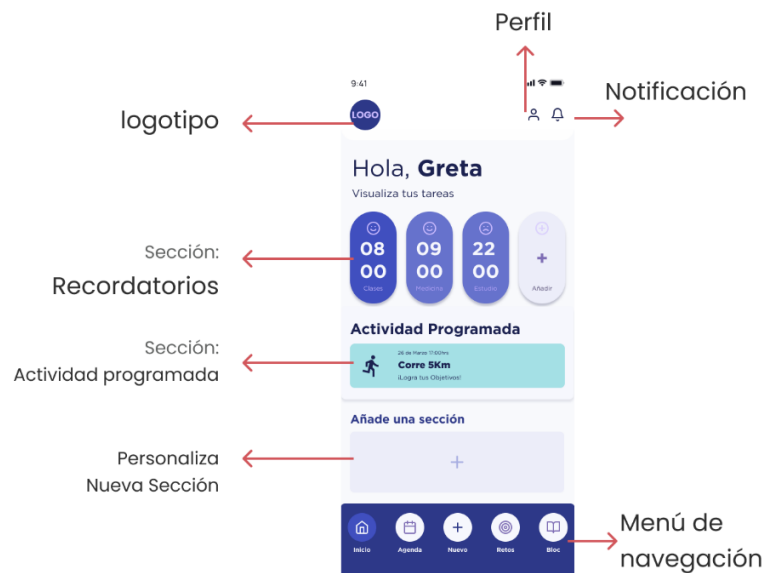 Perfil
Notificación
logotipo
9:41
LOGO
Hola, Greta
Visualiza tus tareas
Sección:
Recordatorios
08 09 22
00 00 00 +
Clases Medicina Estudio Añadir
Actividad Programada
Sección:
Actividad programada
26 de Marzo 17:00hrs
Corre 5Km
¡Logra tus Objetivos!
Añade una sección
Personaliza
Nueva Sección
+
Inicio Agenda Nuevo Retos Bloc
Menú de
navegación